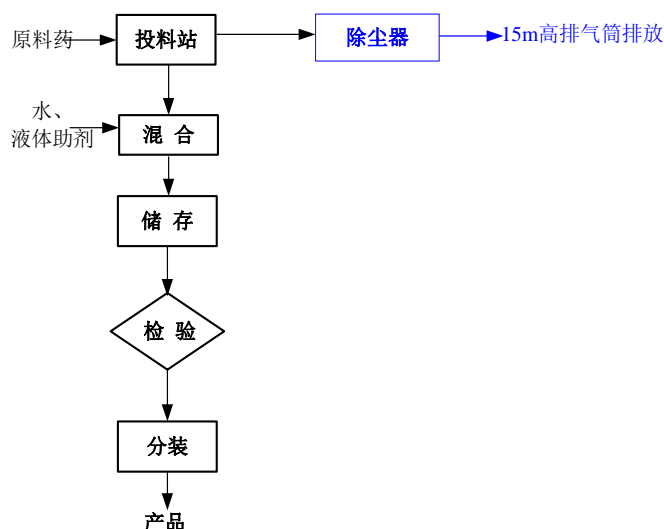 原料药
投料站
除尘器
15m高排气筒排放
水、
液体助剂
混 合
储 存
检 验
分装
产品